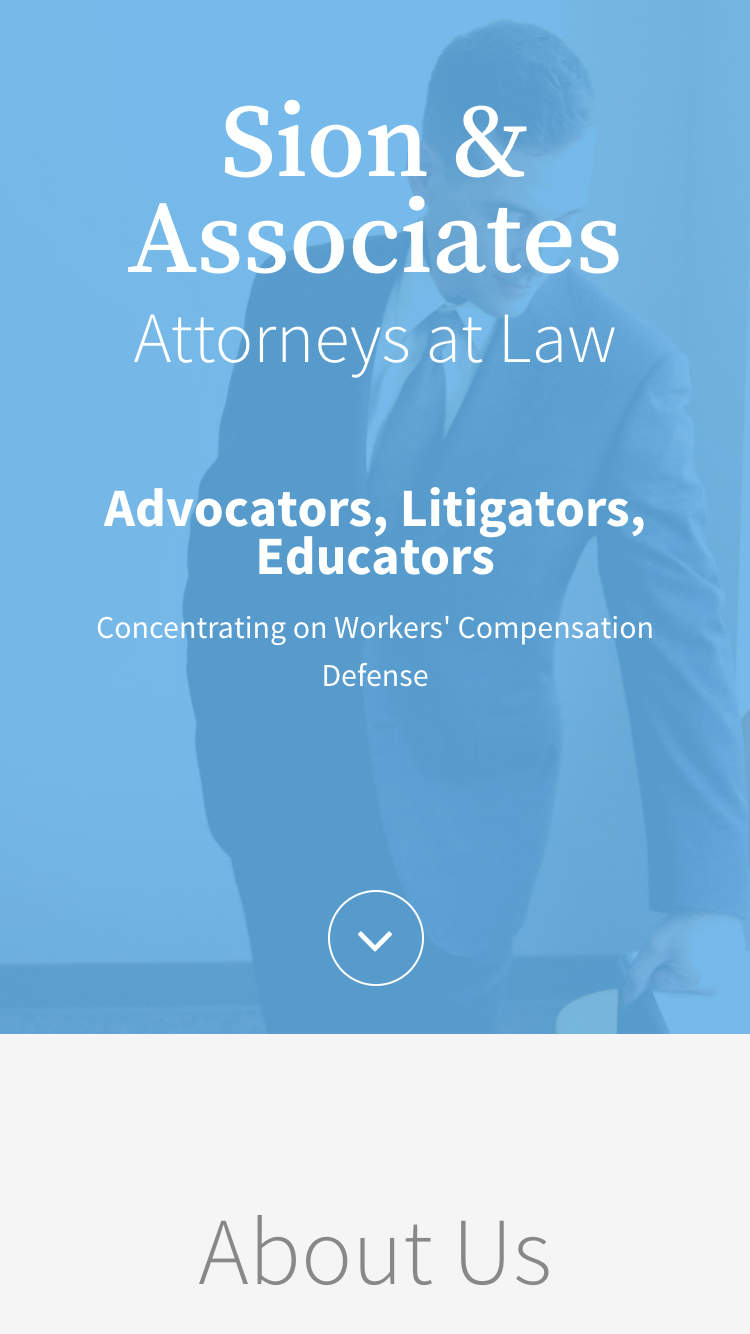 Sion &
Associates
Attorneys at Law
Advocators, Litigators,
Educators
Concentrating on Workers' Compensation
Defense
About Us